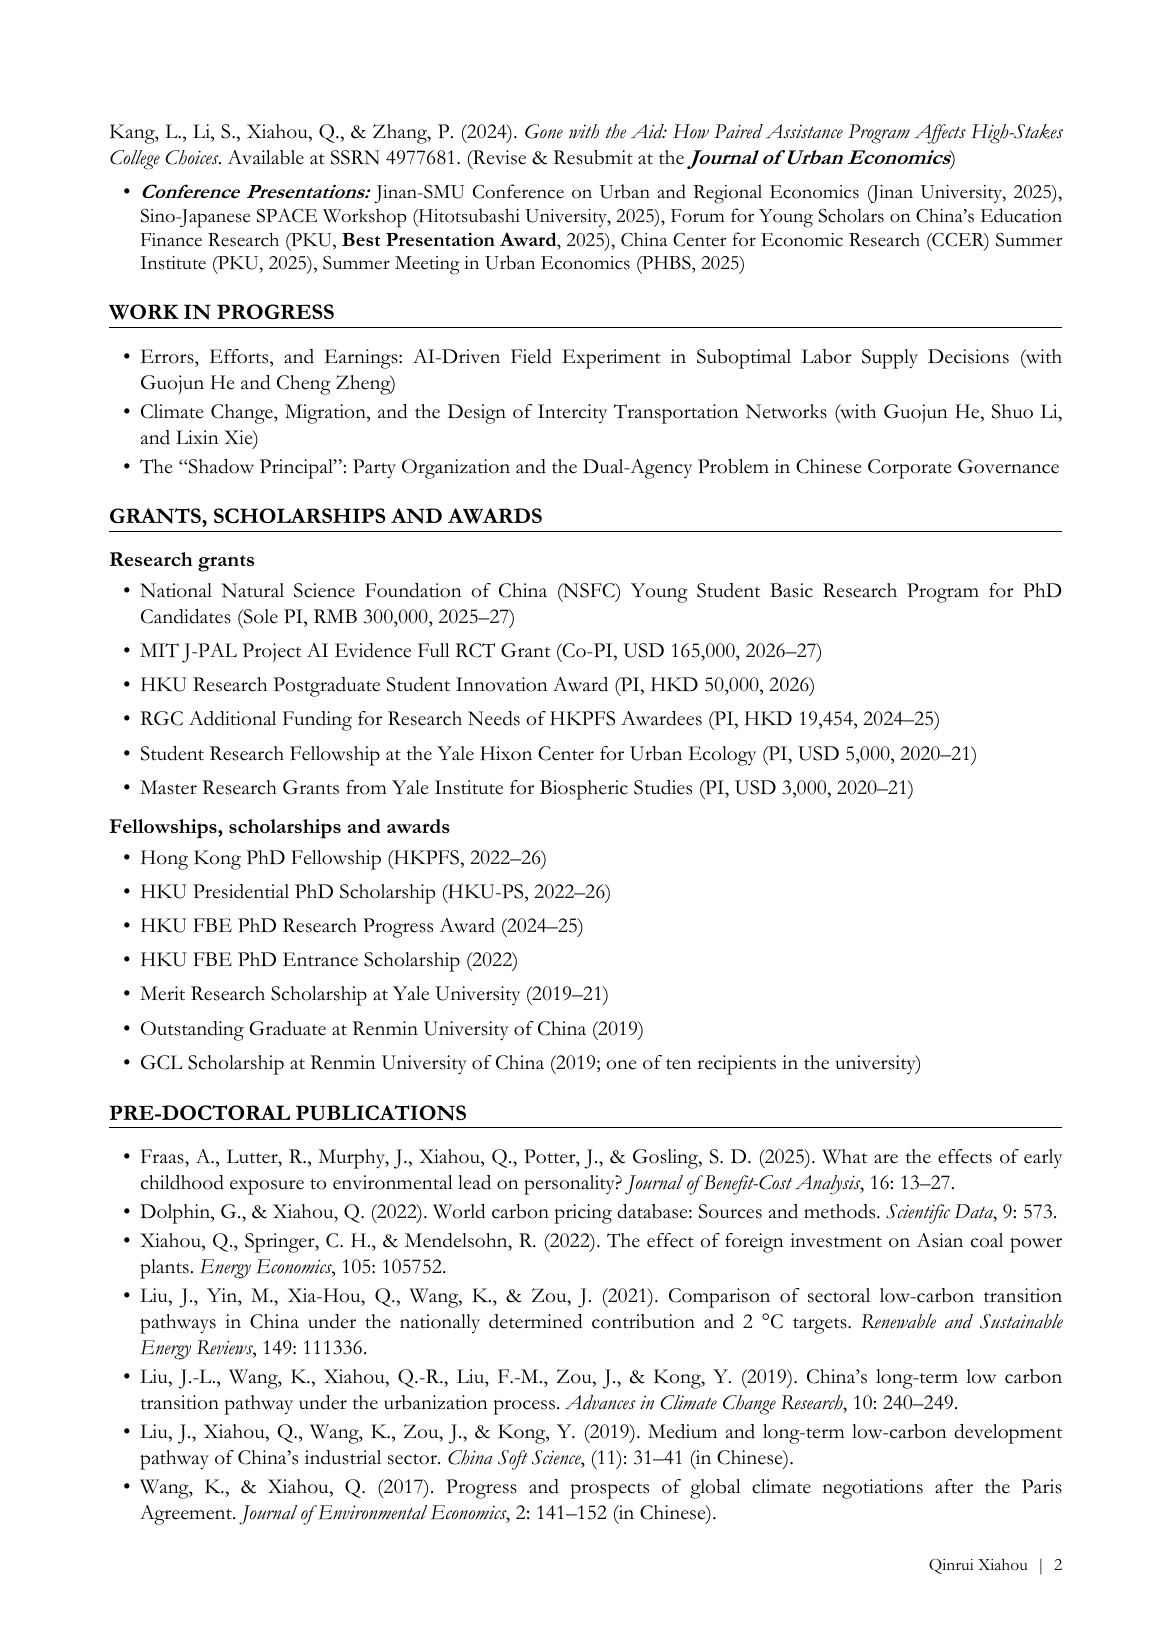 Kang, L., Li, S., Xiahou, Q., & Zhang, P. (2024). Gone with the Aid: How Paired Assistance Program Affects High-Stakes
College Choices. Available at SSRN 4977681. (Revise & Resubmit at the Journal of Urban Economics)
• Conference Presentations: Jinan-SMU Conference on Urban and Regional Economics (Jinan University, 2025),
Sino-Japanese SPACE Workshop (Hitotsubashi University, 2025), Forum for Young Scholars on China’s Education
Finance Research (PKU, Best Presentation Award, 2025), China Center for Economic Research (CCER) Summer
Institute (PKU, 2025), Summer Meeting in Urban Economics (PHBS, 2025)
WORK IN PROGRESS
• Errors, Efforts, and Earnings: AI-Driven Field Experiment in Suboptimal Labor Supply Decisions (with
Guojun He and Cheng Zheng)
• Climate Change, Migration, and the Design of Intercity Transportation Networks (with Guojun He, Shuo Li,
and Lixin Xie)
• The “Shadow Principal”: Party Organization and the Dual-Agency Problem in Chinese Corporate Governance
GRANTS, SCHOLARSHIPS AND AWARDS
Research grants
• National Natural Science Foundation of China (NSFC) Young Student Basic Research Program for PhD
Candidates (Sole PI, RMB 300,000, 2025–27)
• MIT J-PAL Project AI Evidence Full RCT Grant (Co-PI, USD 165,000, 2026–27)
• HKU Research Postgraduate Student Innovation Award (PI, HKD 50,000, 2026)
• RGC Additional Funding for Research Needs of HKPFS Awardees (PI, HKD 19,454, 2024–25)
• Student Research Fellowship at the Yale Hixon Center for Urban Ecology (PI, USD 5,000, 2020–21)
• Master Research Grants from Yale Institute for Biospheric Studies (PI, USD 3,000, 2020–21)
Fellowships, scholarships and awards
• Hong Kong PhD Fellowship (HKPFS, 2022–26)
• HKU Presidential PhD Scholarship (HKU-PS, 2022–26)
• HKU FBE PhD Research Progress Award (2024–25)
• HKU FBE PhD Entrance Scholarship (2022)
• Merit Research Scholarship at Yale University (2019–21)
• Outstanding Graduate at Renmin University of China (2019)
• GCL Scholarship at Renmin University of China (2019; one of ten recipients in the university)
PRE-DOCTORAL PUBLICATIONS
• Fraas, A., Lutter, R., Murphy, J., Xiahou, Q., Potter, J., & Gosling, S. D. (2025). What are the effects of early
childhood exposure to environmental lead on personality? Journal of Benefit-Cost Analysis, 16: 13–27.
• Dolphin, G., & Xiahou, Q. (2022). World carbon pricing database: Sources and methods. Scientific Data, 9: 573.
• Xiahou, Q., Springer, C. H., & Mendelsohn, R. (2022). The effect of foreign investment on Asian coal power
plants. Energy Economics, 105: 105752.
• Liu, J., Yin, M., Xia-Hou, Q., Wang, K., & Zou, J. (2021). Comparison of sectoral low-carbon transition
pathways in China under the nationally determined contribution and 2 °C targets. Renewable and Sustainable
Energy Reviews, 149: 111336.
• Liu, J.-L., Wang, K., Xiahou, Q.-R., Liu, F.-M., Zou, J., & Kong, Y. (2019). China’s long-term low carbon
transition pathway under the urbanization process. Advances in Climate Change Research, 10: 240–249.
• Liu, J., Xiahou, Q., Wang, K., Zou, J., & Kong, Y. (2019). Medium and long-term low-carbon development
pathway of China’s industrial sector. China Soft Science, (11): 31–41 (in Chinese).
• Wang, K., & Xiahou, Q. (2017). Progress and prospects of global climate negotiations after the Paris
Agreement. Journal of Environmental Economics, 2: 141–152 (in Chinese).
Qinrui Xiahou | 2